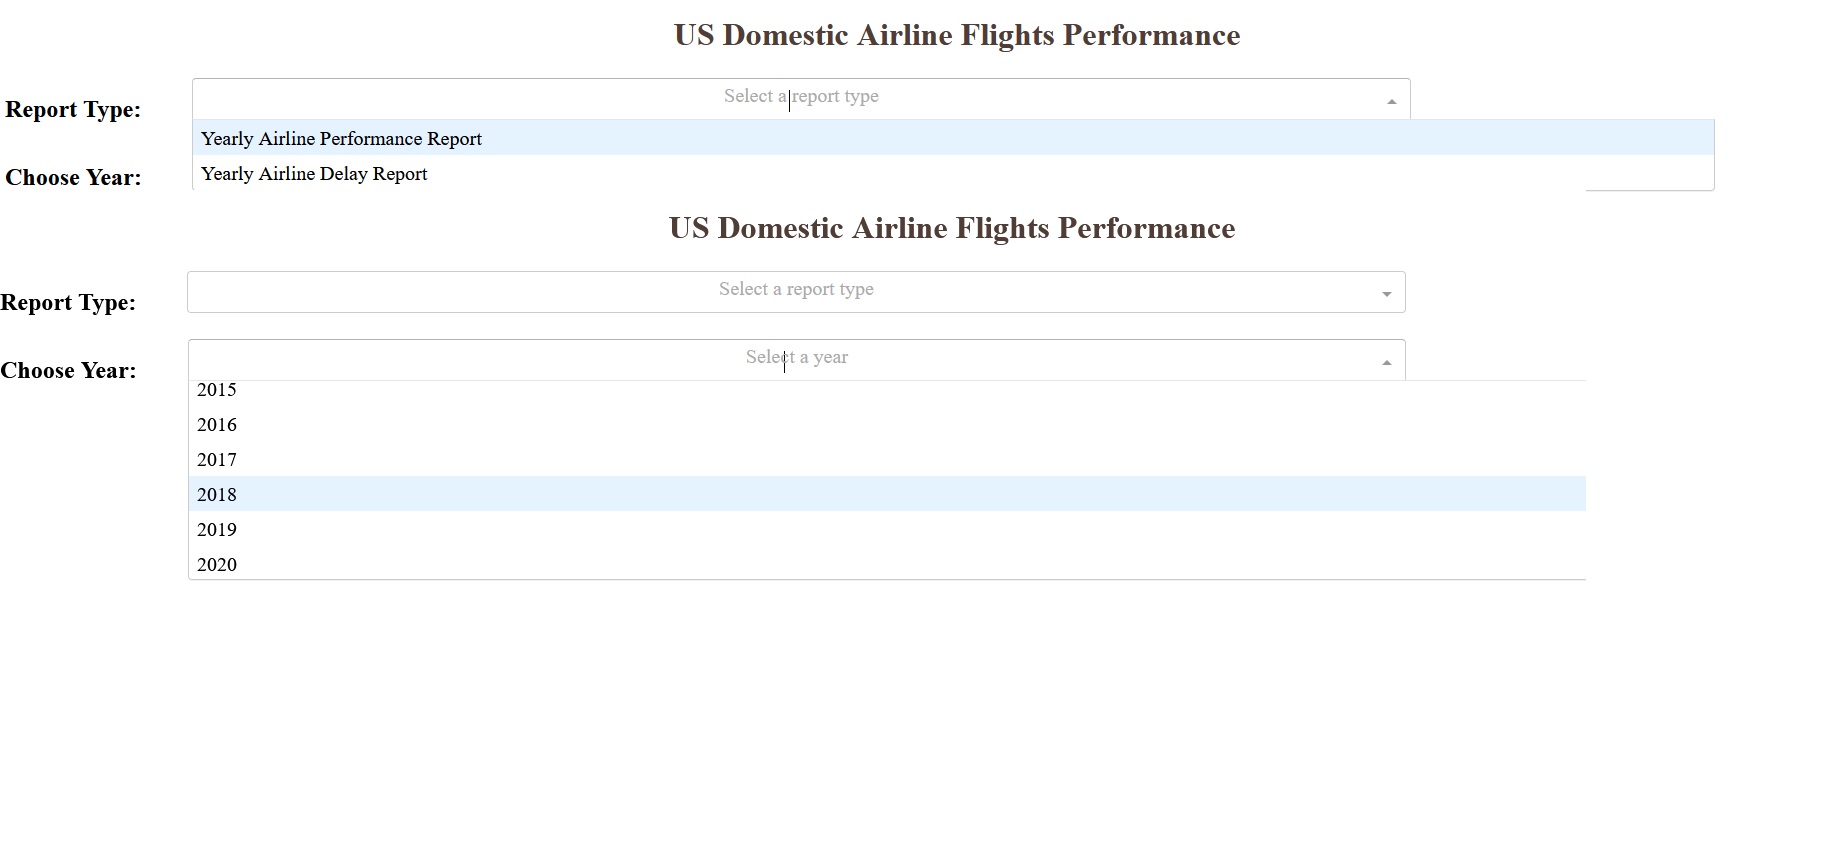 US Domestic Airline Flights Performance
Report Type:
Select a report type
Yearly Airline Performance Report
Yearly Airline Delay Report
Choose Year:
US Domestic Airline Flights Performance
Report Type:
Select a report type
Choose Year:
Select a year
2015
2016
2017
2018
2019
2020